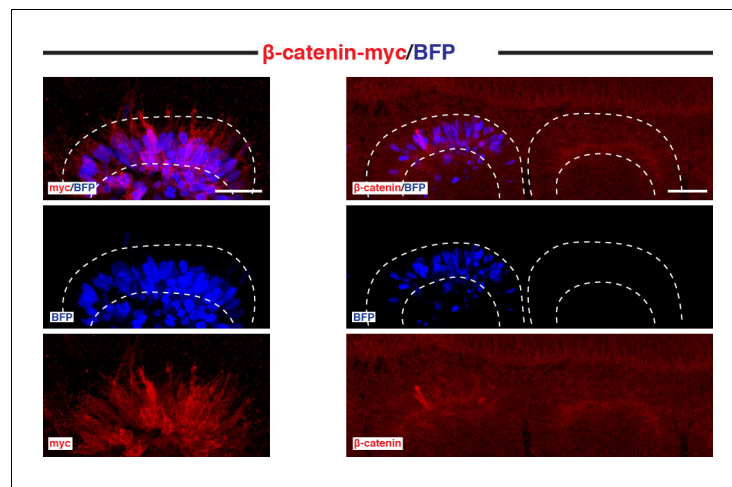 β-catenin-myc/BFP
myc/BFP
β-catenin/BFP
BFP
BFP
myc
β-catenin